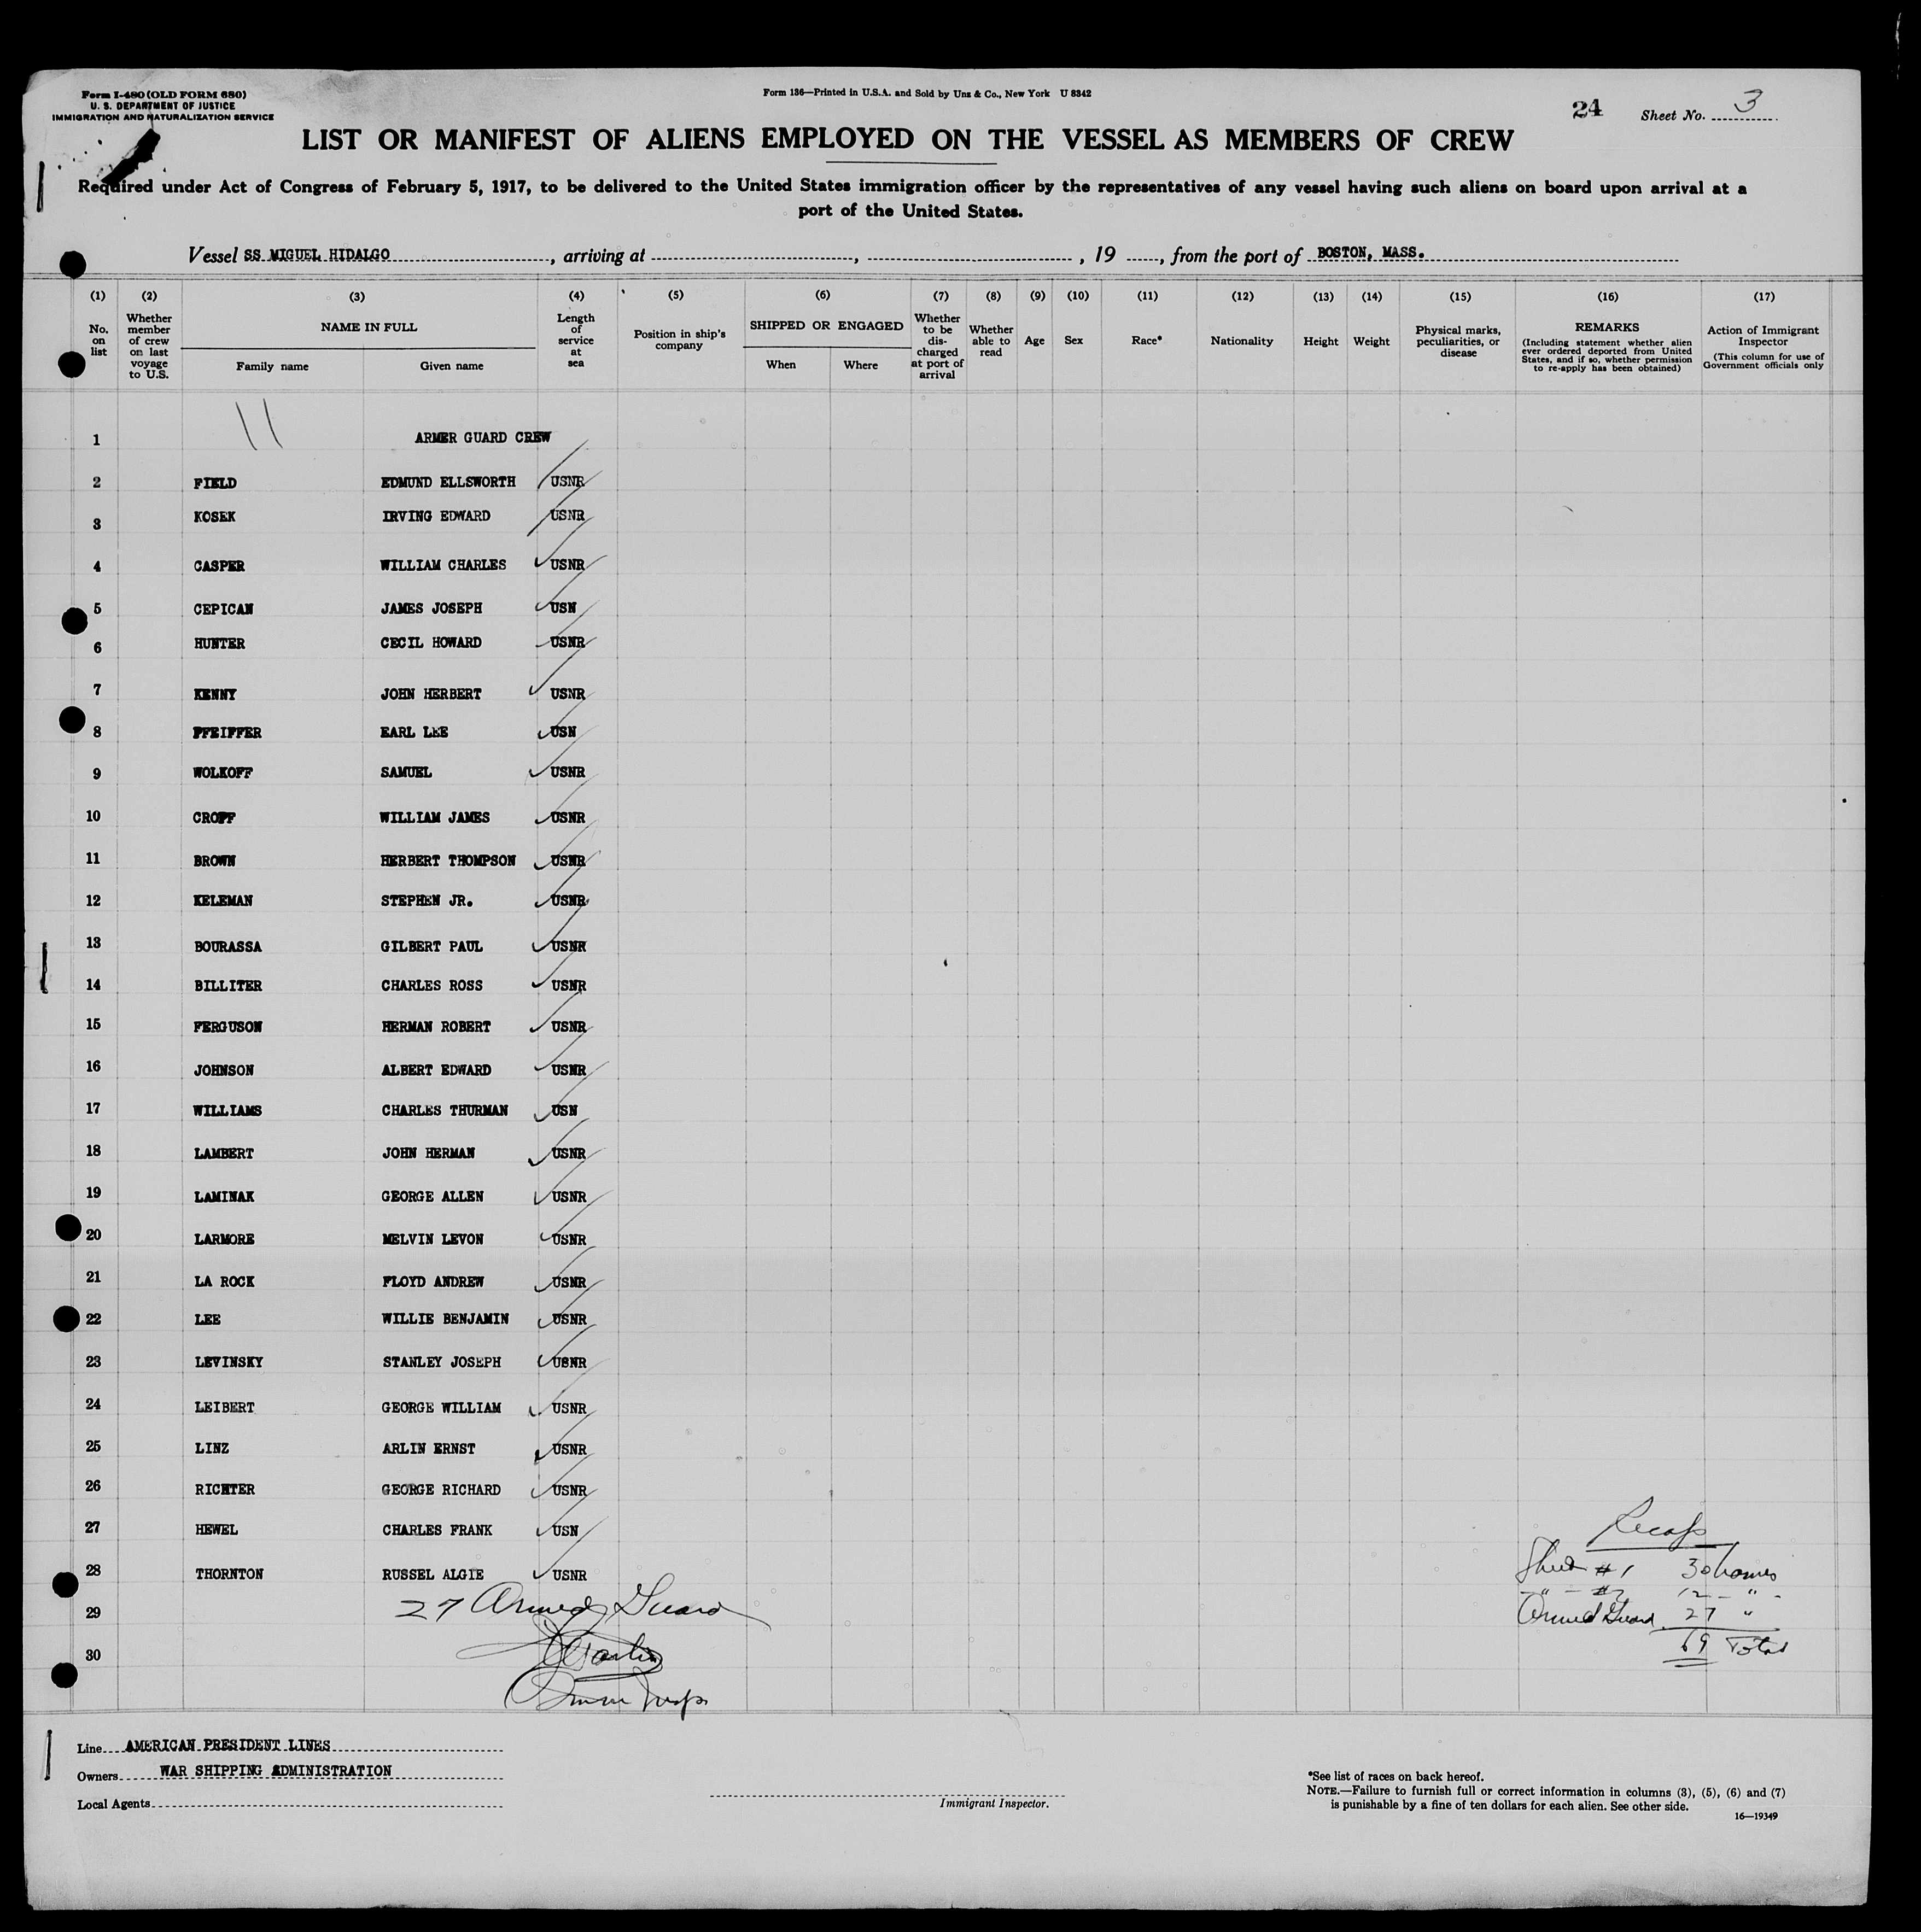 Form I-480 (OLD FORM 680)
U. S. DEPARTMENT OF JUSTICE
IMMIGRATION AND NATURALIZATION SERVICE
Form 136—Printed in U.S.A. and Sold by Unz & Co., New York U 8342
24 Sheet No. 3
LIST OR MANIFEST OF ALIENS EMPLOYED ON THE VESSEL AS MEMBERS OF CREW
Required under Act of Congress of February 5, 1917, to be delivered to the United States immigration officer by the representatives of any vessel having such aliens on board upon arrival at a
port of the United States.
Vessel SS MIGUEL HIDALGO, arriving at , , 19 , from the port of BOSTON, MASS.
(1) No. on list
(2) Whether member of crew on last voyage to U.S.
(3) NAME IN FULL
Family name
Given name
(4) Length of service at sea
(5) Position in ship's company
(6) SHIPPED OR ENGAGED
When
Where
(7) Whether to be discharged at port of arrival
(8) Whether able to read
(9) Age
(10) Sex
(11) Race*
(12) Nationality
(13) Height
(14) Weight
(15) Physical marks, peculiarities, or disease
(16) REMARKS (Including statement whether alien ever ordered deported from United States, and if so, whether permission to re-apply has been obtained)
(17) Action of Immigrant Inspector (This column for use of Government officials only
11
1 ARMER GUARD CREW
2 FIELD EDMUND ELLSWORTH USNR
3 KOSEK IRVING EDWARD USNR
4 CASPER WILLIAM CHARLES USNR
5 CEPICAN JAMES JOSEPH USN
6 HUNTER CECIL HOWARD USNR
7 KENNY JOHN HERBERT USNR
8 PFEIFFER EARL LEE USN
9 WOLKOFF SAMUEL USNR
10 CROFF WILLIAM JAMES USNR
11 BROWN HERBERT THOMPSON USNR
12 KELEMAN STEPHEN JR. USNR
13 BOURASSA GILBERT PAUL USNR
14 BILLITER CHARLES ROSS USNR
15 FERGUSON HERMAN ROBERT USNR
16 JOHNSON ALBERT EDWARD USNR
17 WILLIAMS CHARLES THURMAN USN
18 LAMBERT JOHN HERMAN USNR
19 LAMINAK GEORGE ALLEN USNR
20 LARMORE MELVIN LEVON USNR
21 LA ROCK FLOYD ANDREW USNR
22 LEE WILLIE BENJAMIN USNR
23 LEVINSKY STANLEY JOSEPH USNR
24 LEIBERT GEORGE WILLIAM USNR
25 LINZ ARLIN ERNST USNR
26 RICHTER GEORGE RICHARD USNR
27 HEWEL CHARLES FRANK USN
28 THORNTON RUSSEL ALGIE USNR
29 27 Armed Guard
30
Recap
Sheet #1 30 names
" #2 12 "
Armed Guard 27 "
69 Total
Line AMERICAN PRESIDENT LINES
Owners WAR SHIPPING ADMINISTRATION
Local Agents
Immigrant Inspector.
*See list of races on back hereof.
NOTE.—Failure to furnish full or correct information in columns (3), (5), (6) and (7)
is punishable by a fine of ten dollars for each alien. See other side.
16—19349